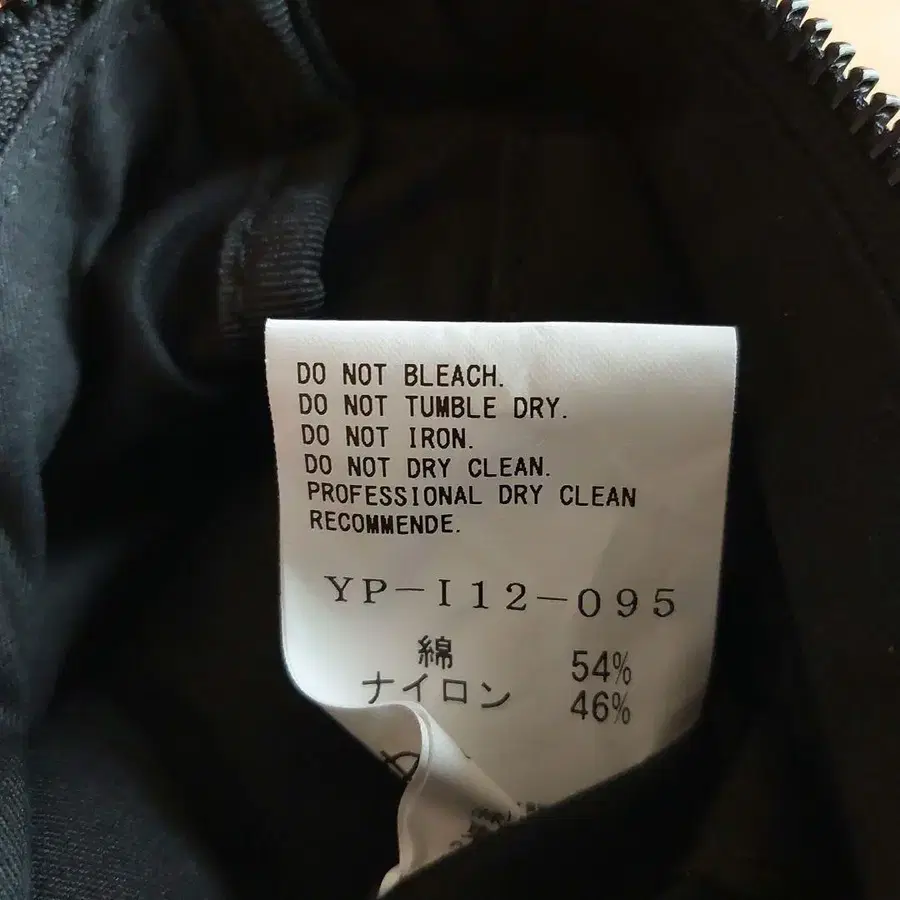 DO NOT BLEACH.
DO NOT TUMBLE DRY.
DO NOT IRON.
DO NOT DRY CLEAN.
PROFESSIONAL DRY CLEAN
RECOMMENDE.
YP-I12-095
綿 54%
ナイロン 46%